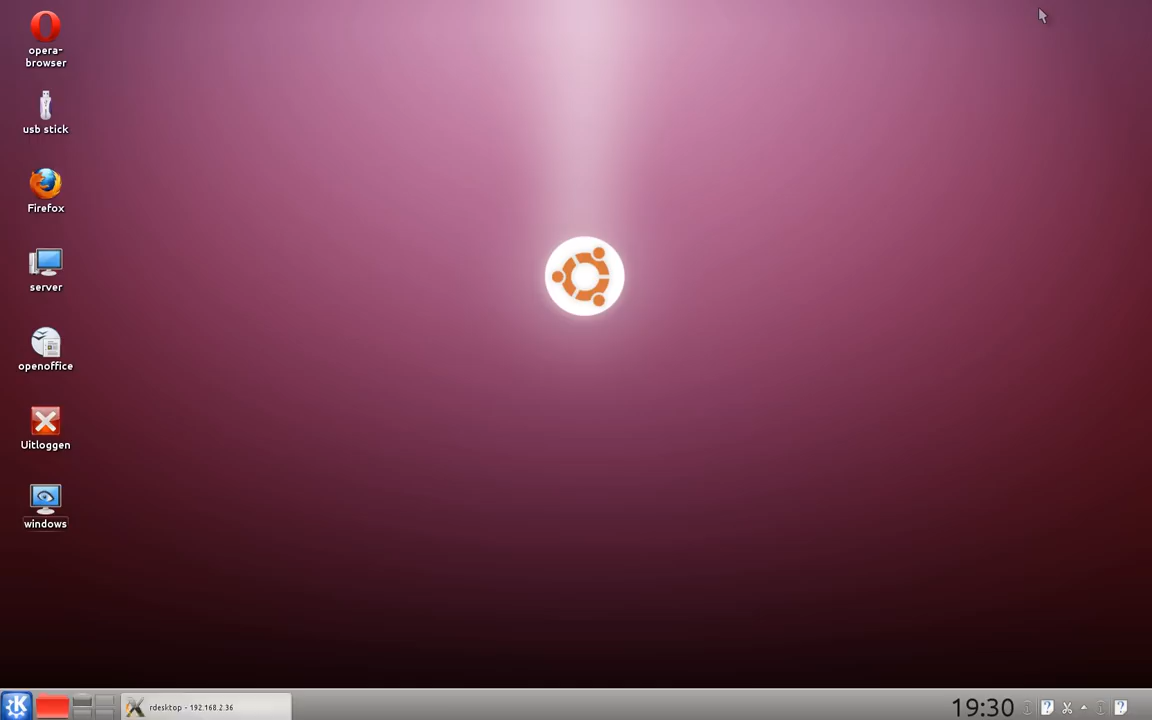 opera-
browser
usb stick
Firefox
server
openoffice
Uitloggen
windows
rdesktop - 192.168.2.36
19:30